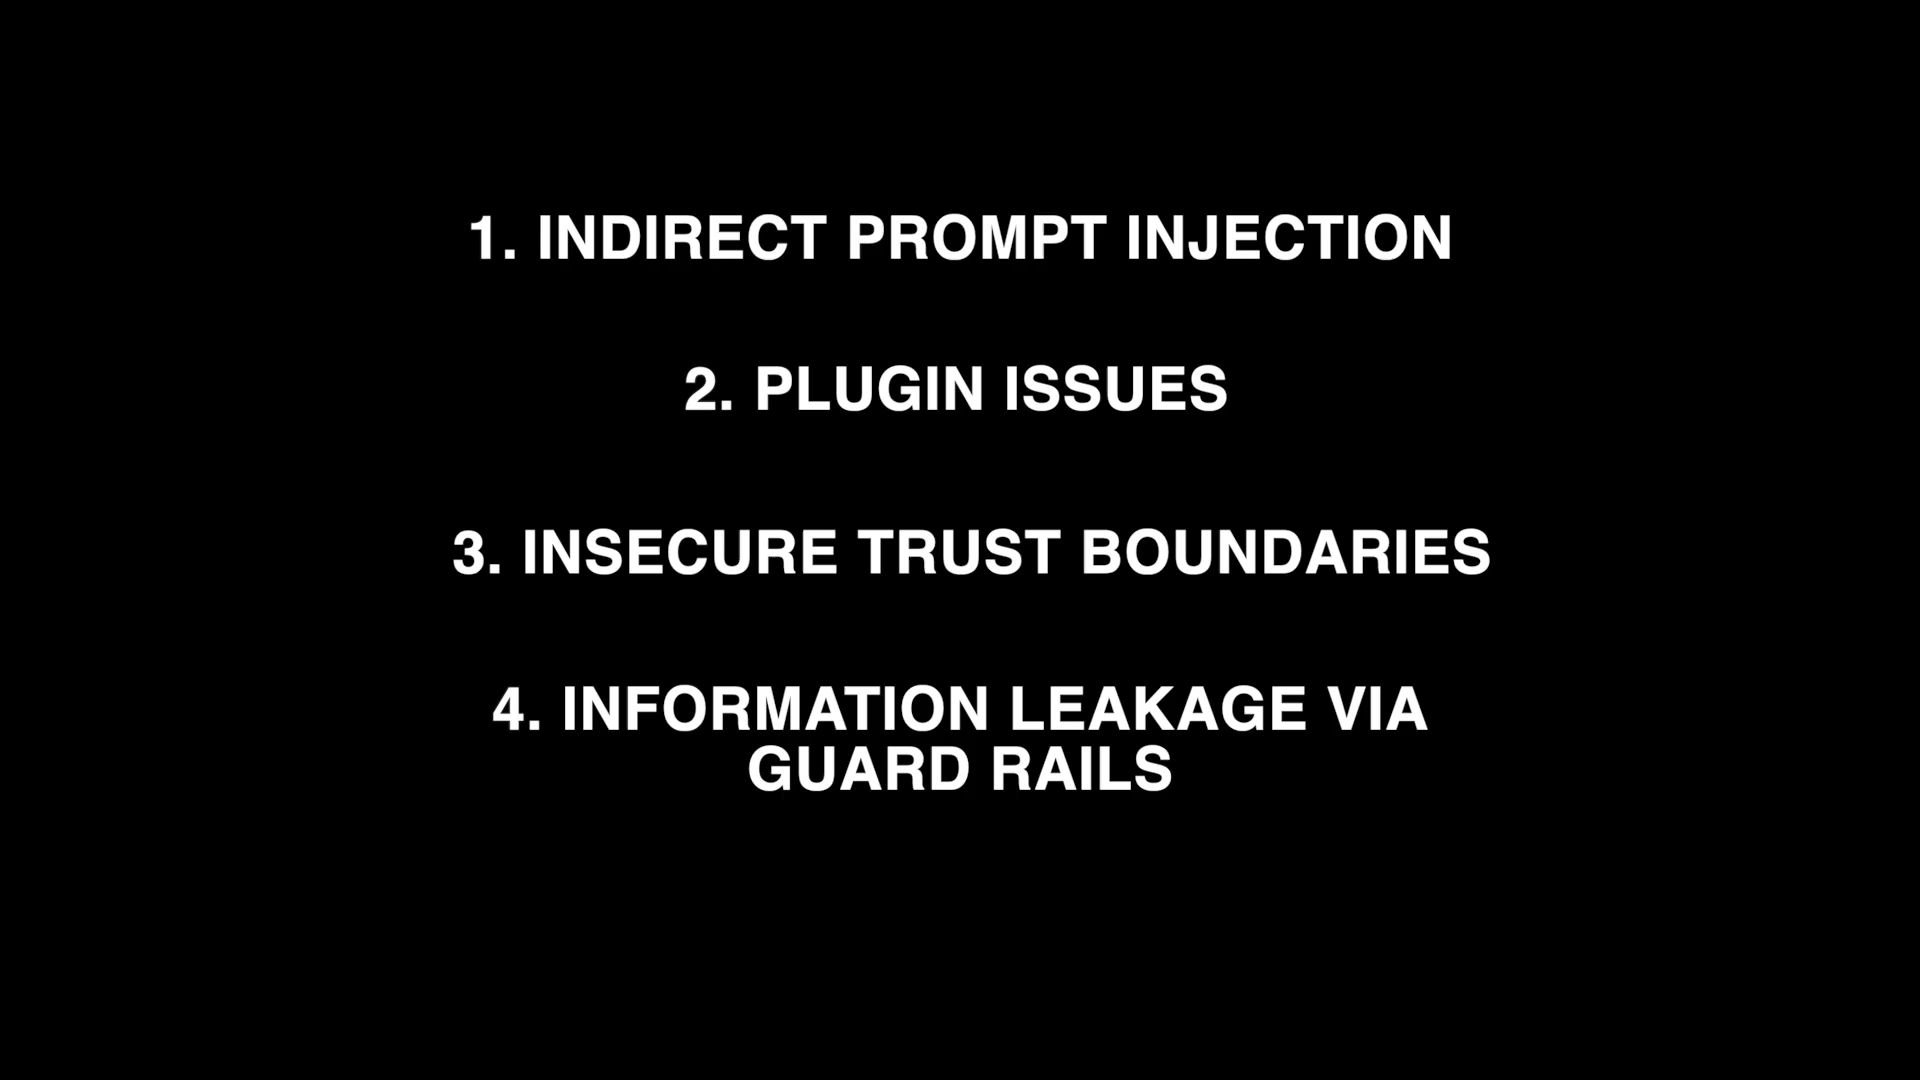 1. INDIRECT PROMPT INJECTION
2. PLUGIN ISSUES
3. INSECURE TRUST BOUNDARIES
4. INFORMATION LEAKAGE VIA
GUARD RAILS